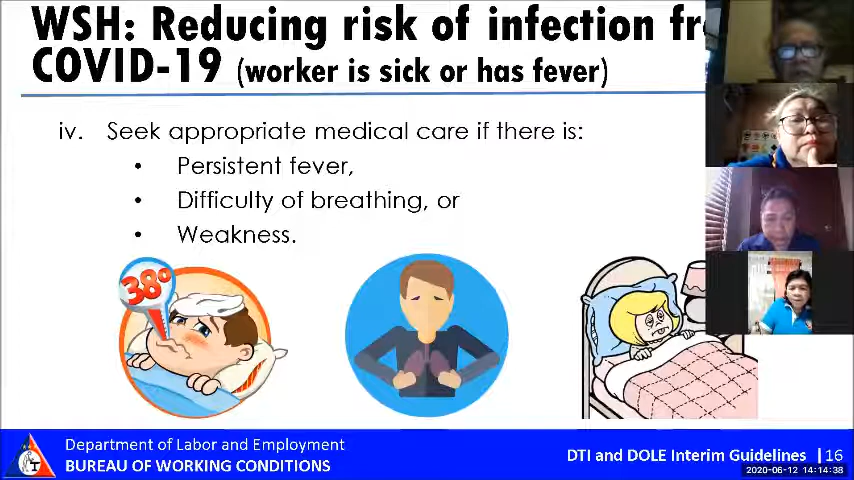 WSH: Reducing risk of infection fr
COVID-19 (worker is sick or has fever)
iv. Seek appropriate medical care if there is:
• Persistent fever,
• Difficulty of breathing, or
• Weakness.
38°
Department of Labor and Employment
BUREAU OF WORKING CONDITIONS
DTI and DOLE Interim Guidelines | 16
2020-06-12 14:14:38